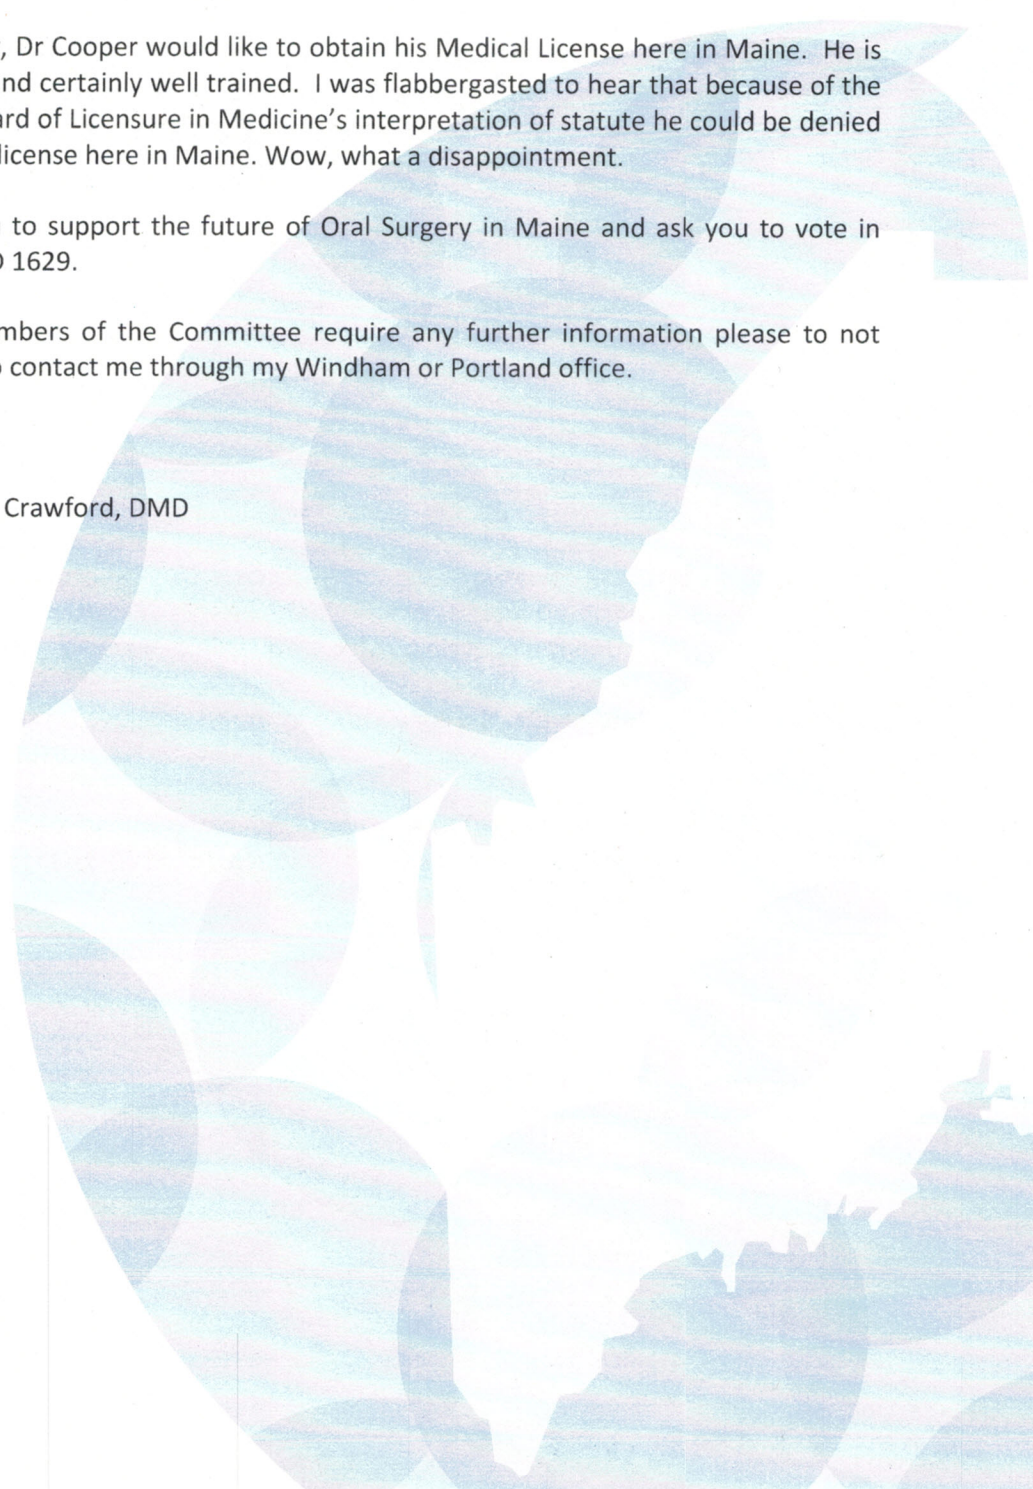 , Dr Cooper would like to obtain his Medical License here in Maine.  He is
nd certainly well trained.  I was flabbergasted to hear that because of the
rd of Licensure in Medicine's interpretation of statute he could be denied
license here in Maine. Wow, what a disappointment.
to support the future of Oral Surgery in Maine and ask you to vote in
1629.
mbers of the Committee require any further information please to not
contact me through my Windham or Portland office.
Crawford, DMD